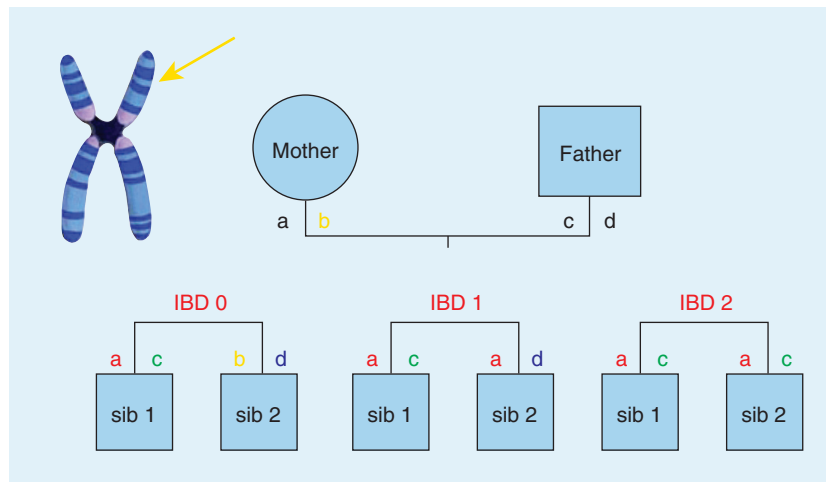 Mother
Father
a b
c d
IBD 0
IBD 1
IBD 2
a c
b d
a c
a d
a c
a c
sib 1
sib 2
sib 1
sib 2
sib 1
sib 2